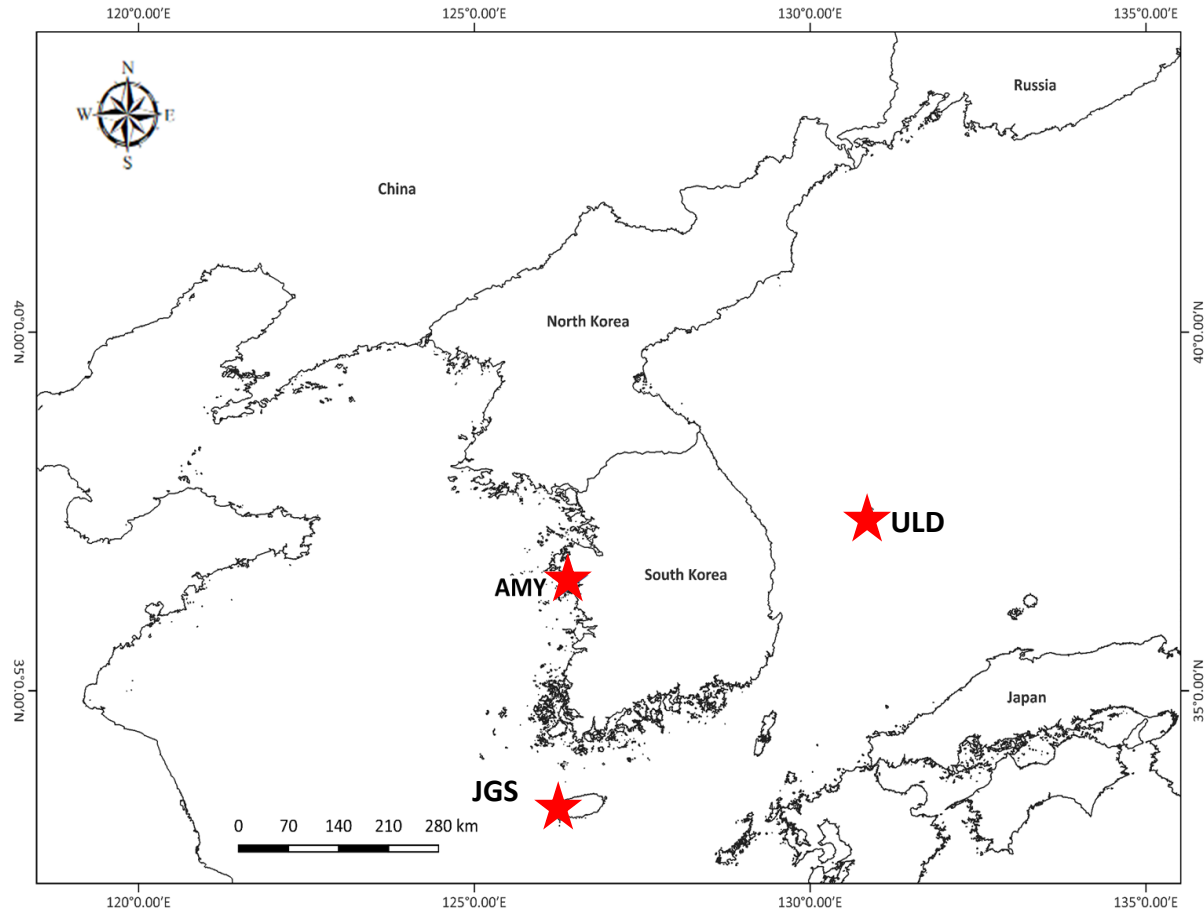 120°0.00'E 125°0.00'E 130°0.00'E 135°0.00'E
N
W E
S
Russia
China
North Korea
40°0.00'N 40°0.00'N
ULD
AMY
South Korea
35°0.00'N 35°0.00'N
Japan
JGS
0 70 140 210 280 km
120°0.00'E 125°0.00'E 130°0.00'E 135°0.00'E